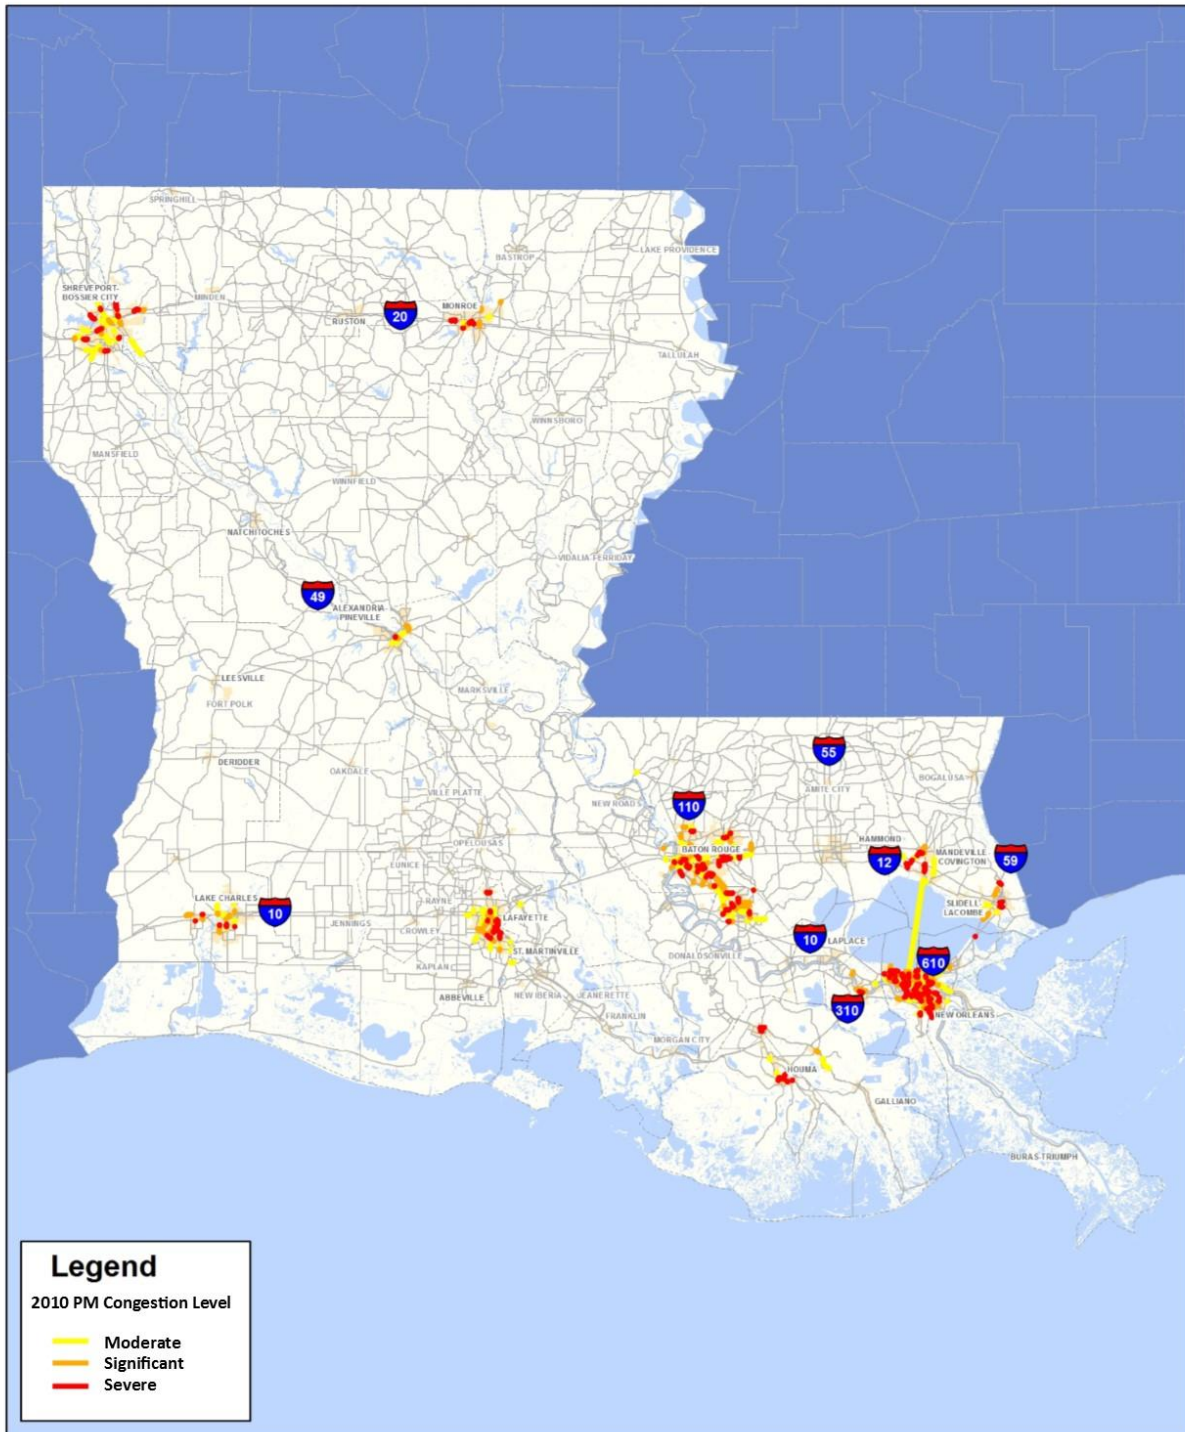 SPRINGHILL
LAKE PROVIDENCE
BASTROP
SHREVEPORT-
BOSSIER CITY
MINDEN
MONROE
RUSTON
20
TALLULAH
WINNSBORO
MANSFIELD
WINNFIELD
NATCHITOCHES
VIDALIA-FERRIDAY
49
ALEXANDRIA
PINEVILLE
LEESVILLE
MARKSVILLE
FORT POLK
55
DERIDDER
OAKDALE
BOGALUSA
VILLE PLATTE
AMITE CITY
NEW ROADS
110
OPELOUSAS
HAMMOND
BATON ROUGE
MANDEVILLE
COVINGTON
12
59
EUNICE
LAKE CHARLES
RAYNE
SLIDELL
LACOMBE
10
LAFAYETTE
JENNINGS
CROWLEY
10
LAPLACE
ST. MARTINVILLE
DONALDSONVILLE
610
KAPLAN
ABBEVILLE
NEW IBERIA
JEANERETTE
310
NEW ORLEANS
FRANKLIN
MORGAN CITY
HOUMA
GALLIANO
BURAS-TRIUMPH
Legend
2010 PM Congestion Level
Moderate
Significant
Severe